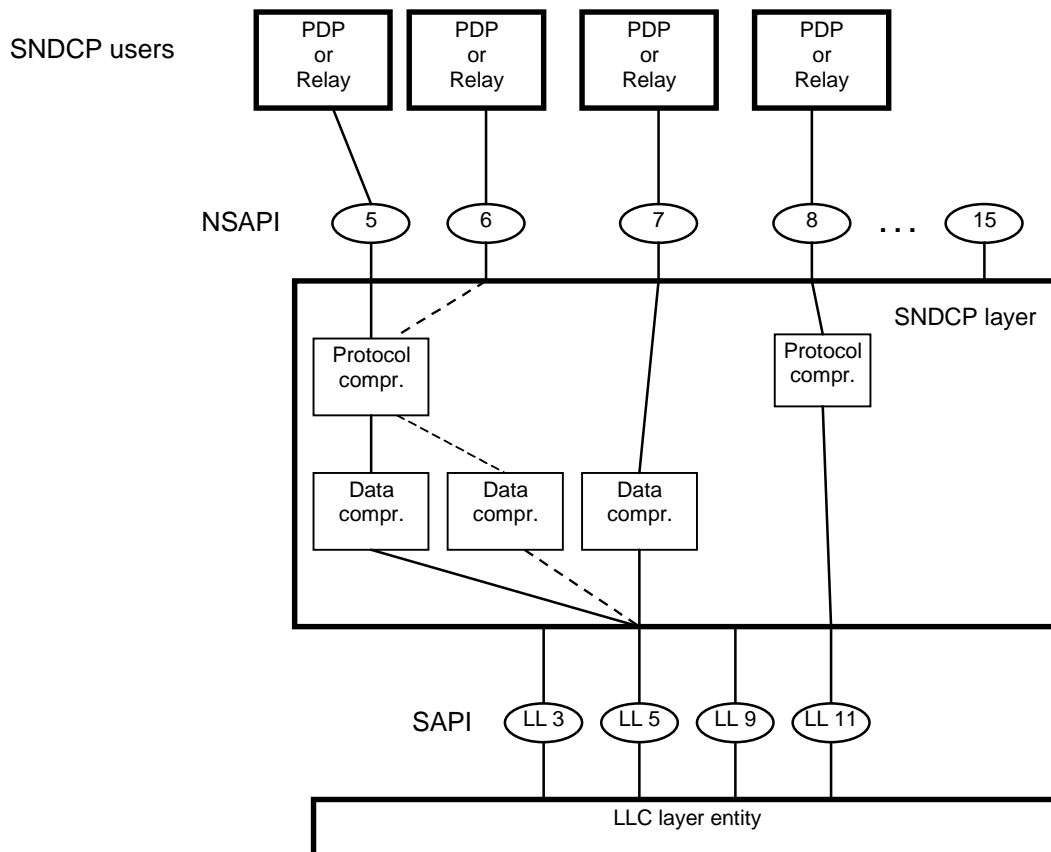 SNDCP users
PDP
or
Relay
PDP
or
Relay
PDP
or
Relay
PDP
or
Relay
NSAPI
5
6
7
8
. . .
15
SNDCP layer
Protocol
compr.
Protocol
compr.
Data
compr.
Data
compr.
Data
compr.
SAPI
LL 3
LL 5
LL 9
LL 11
LLC layer entity